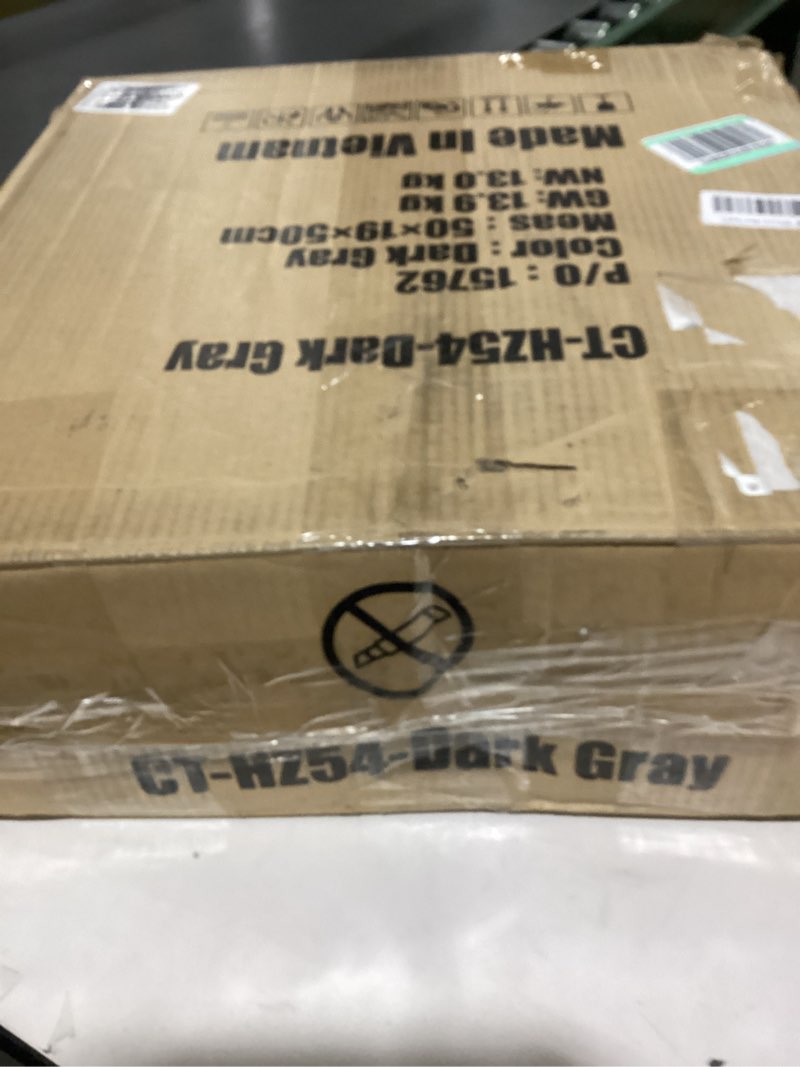 CT-HZ54-Dark Gray
P/O : 15762
Color : Dark Gray
Meas : 50×19×50cm
GW: 13.9 kg
NW: 13.0 kg
Made In Vietnam
CT-HZ54-Dark Gray